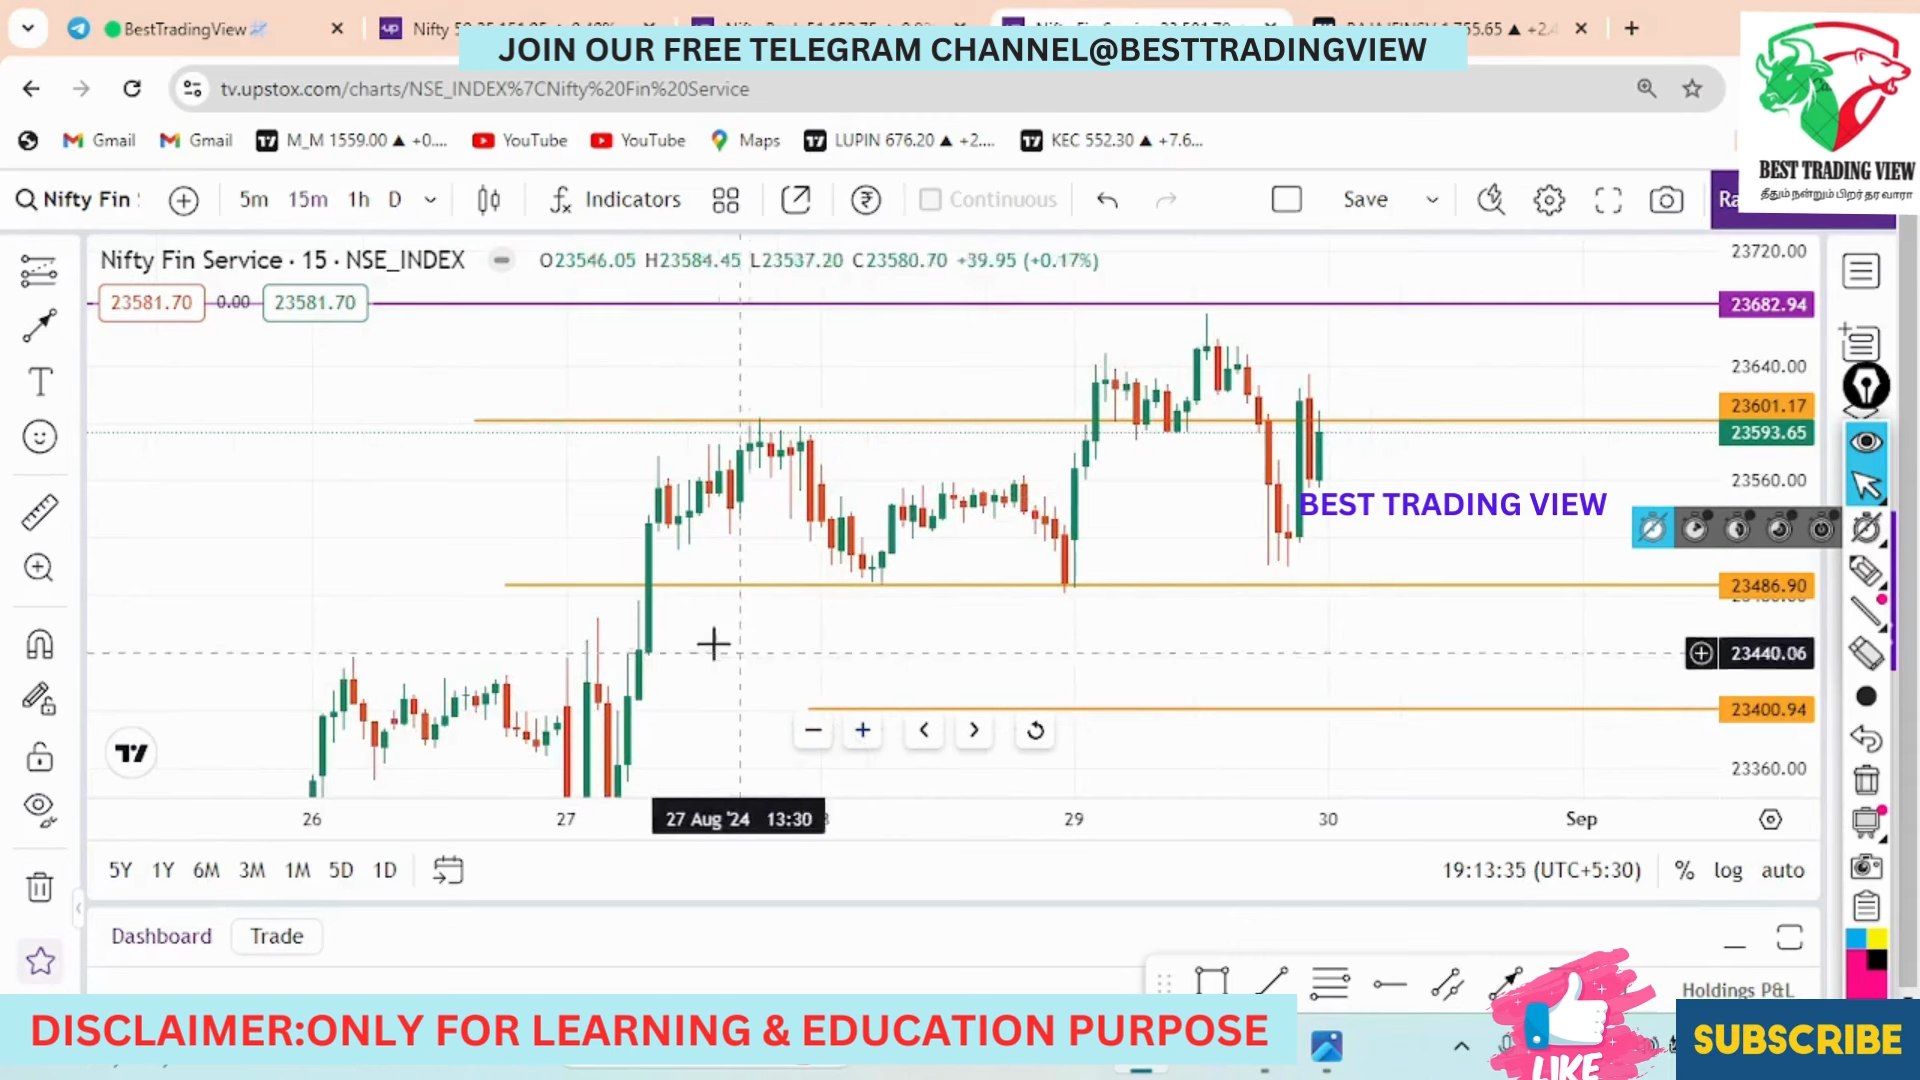 BestTradingView
Nifty
JOIN OUR FREE TELEGRAM CHANNEL@BESTTRADINGVIEW
tv.upstox.com/charts/NSE_INDEX%7CNifty%20Fin%20Service
Gmail
Gmail
M_M 1559.00 ▲ +0....
YouTube
YouTube
Maps
LUPIN 676.20 ▲ +2....
KEC 552.30 ▲ +7.6...
BEST TRADING VIEW
தீதும் நன்றும் பிறர் தர வாரா
Nifty Fin
5m 15m 1h D
Indicators
Continuous
Save
Nifty Fin Service · 15 · NSE_INDEX
O23546.05 H23584.45 L23537.20 C23580.70 +39.95 (+0.17%)
23581.70 0.00 23581.70
23720.00
23682.94
23640.00
23601.17
23593.65
23560.00
BEST TRADING VIEW
23486.90
23440.06
23400.94
23360.00
26 27 27 Aug '24 13:30 29 30 Sep
5Y 1Y 6M 3M 1M 5D 1D
19:13:35 (UTC+5:30) % log auto
Dashboard Trade
Holdings P&L
DISCLAIMER:ONLY FOR LEARNING & EDUCATION PURPOSE
LIKE
SUBSCRIBE